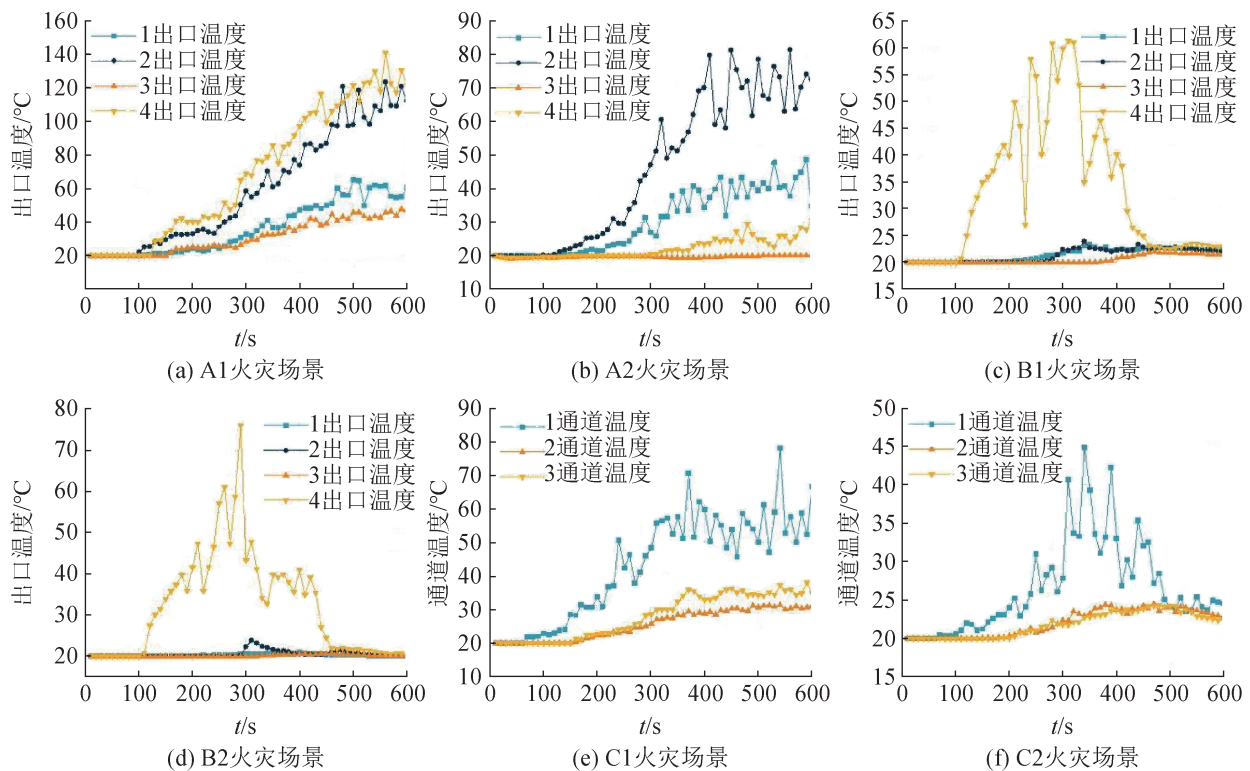 160
140
120
100
80
60
40
20
0
出口温度/℃
1出口温度
2出口温度
3出口温度
4出口温度
0 100 200 300 400 500 600
t/s
(a) A1火灾场景
90
80
70
60
50
40
30
20
10
出口温度/℃
1出口温度
2出口温度
3出口温度
4出口温度
0 100 200 300 400 500 600
t/s
(b) A2火灾场景
65
60
55
50
45
40
35
30
25
20
15
出口温度/℃
1出口温度
2出口温度
3出口温度
4出口温度
0 100 200 300 400 500 600
t/s
(c) B1火灾场景
80
70
60
50
40
30
20
出口温度/℃
1出口温度
2出口温度
3出口温度
4出口温度
0 100 200 300 400 500 600
t/s
(d) B2火灾场景
90
80
70
60
50
40
30
20
10
通道温度/℃
1通道温度
2通道温度
3通道温度
0 100 200 300 400 500 600
t/s
(e) C1火灾场景
50
45
40
35
30
25
20
15
通道温度/℃
1通道温度
2通道温度
3通道温度
0 100 200 300 400 500 600
t/s
(f) C2火灾场景